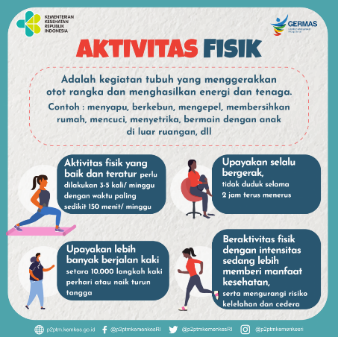 KEMENTERIAN
KESEHATAN
REPUBLIK
INDONESIA
GERMAS
AKTIVITAS FISIK
Adalah kegiatan tubuh yang menggerakkan
otot rangka dan menghasilkan energi dan tenaga.
Contoh : menyapu, berkebun, mengepel, membersihkan
rumah, mencuci, menyetrika, bermain dengan anak
di luar ruangan, dll
Aktivitas fisik yang
baik dan teratur perlu
dilakukan 3-5 kali/ minggu
dengan waktu paling
sedikit 150 menit/ minggu
Upayakan selalu
bergerak,
tidak duduk selama
2 jam terus menerus
Upayakan lebih
banyak berjalan kaki
setara 10.000 langkah kaki
perhari atau naik turun
tangga
Beraktivitas fisik
dengan intensitas
sedang lebih
memberi manfaat
kesehatan,
serta mengurangi risiko
kelelahan dan cedera
p2ptm.kemkes.go.id
@p2ptmkemenkesRI
@p2ptmkemenkesRI
@p2ptmkemenkesRI